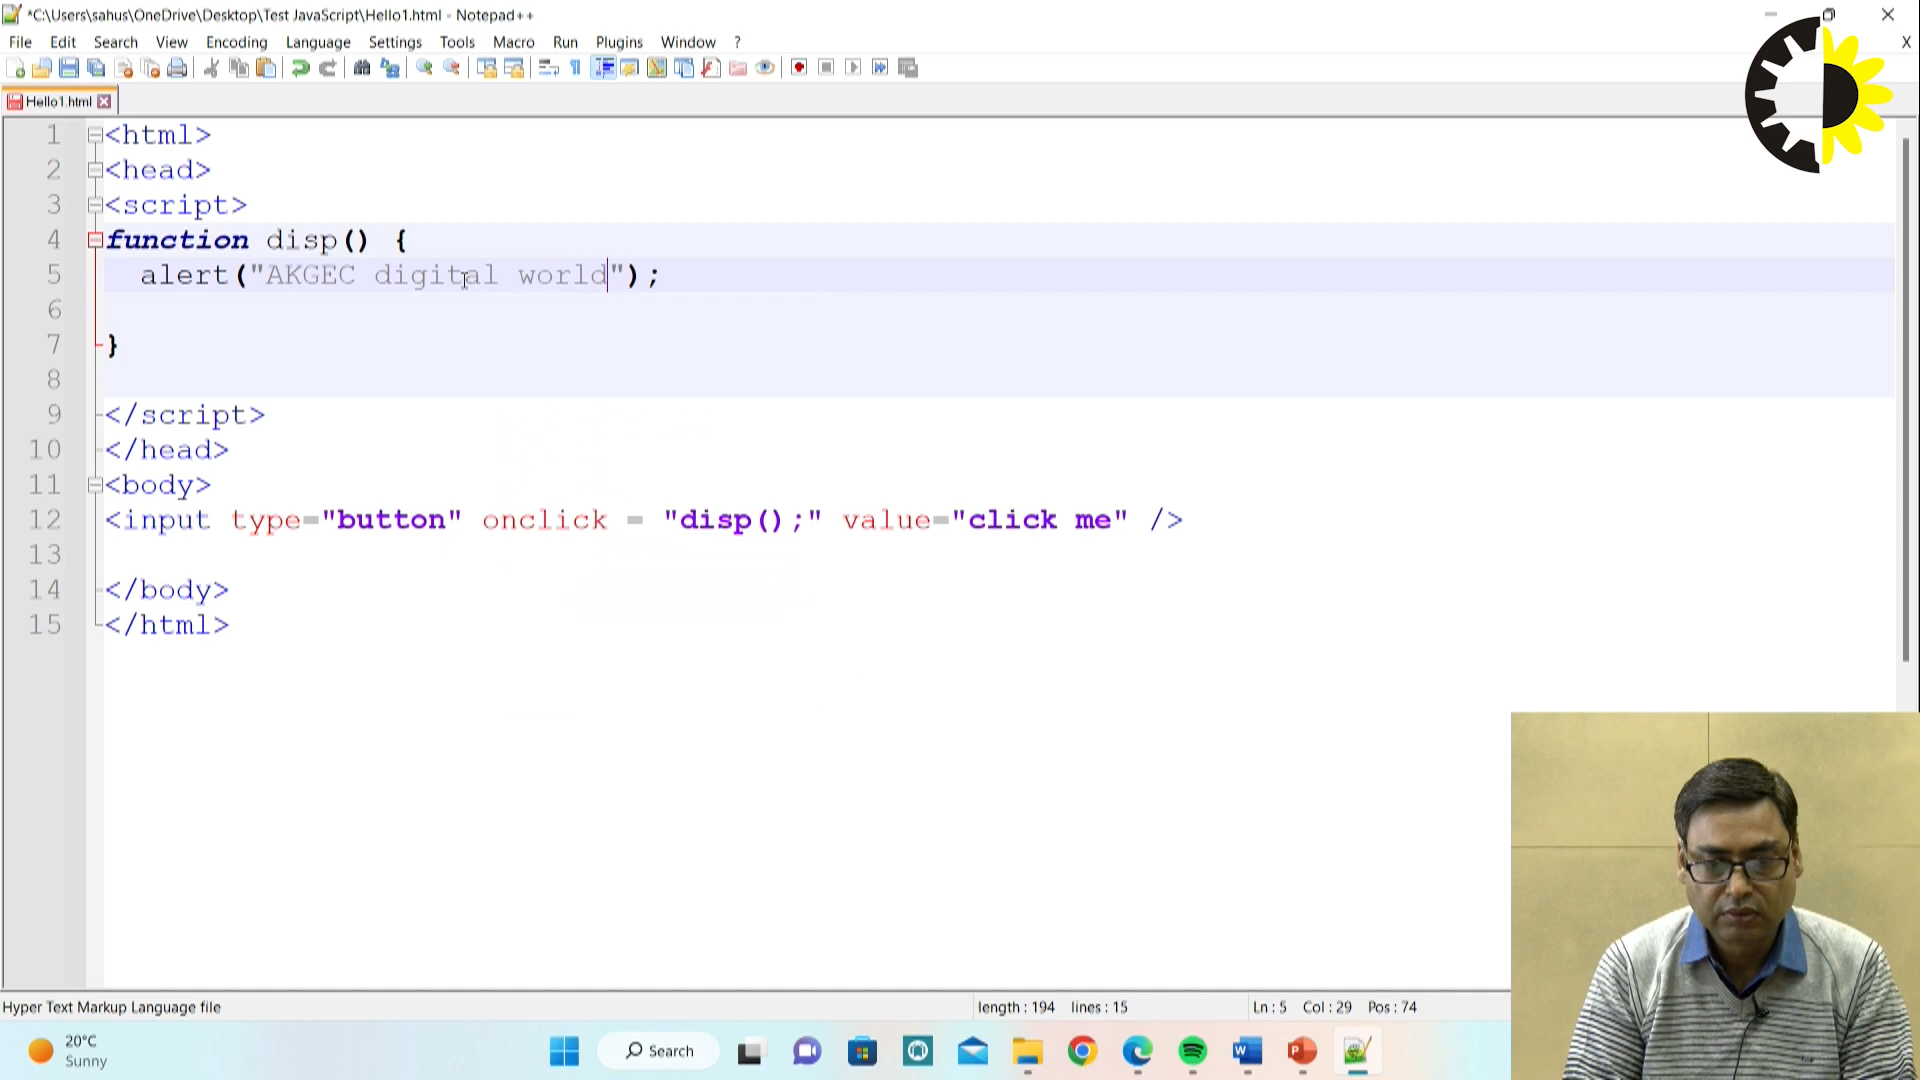 *C:\Users\sahus\OneDrive\Desktop\Test JavaScript\Hello1.html - Notepad++
File Edit Search View Encoding Language Settings Tools Macro Run Plugins Window ? X
Hello1.html
1 <html>
2 <head>
3 <script>
4 function disp() {
5 alert("AKGEC digital world");
6
7 }
8
9 </script>
10 </head>
11 <body>
12 <input type="button" onclick = "disp();" value="click me" />
13
14 </body>
15 </html>
Hyper Text Markup Language file length : 194 lines : 15 Ln : 5 Col : 29 Pos : 74
20°C
Sunny
Search